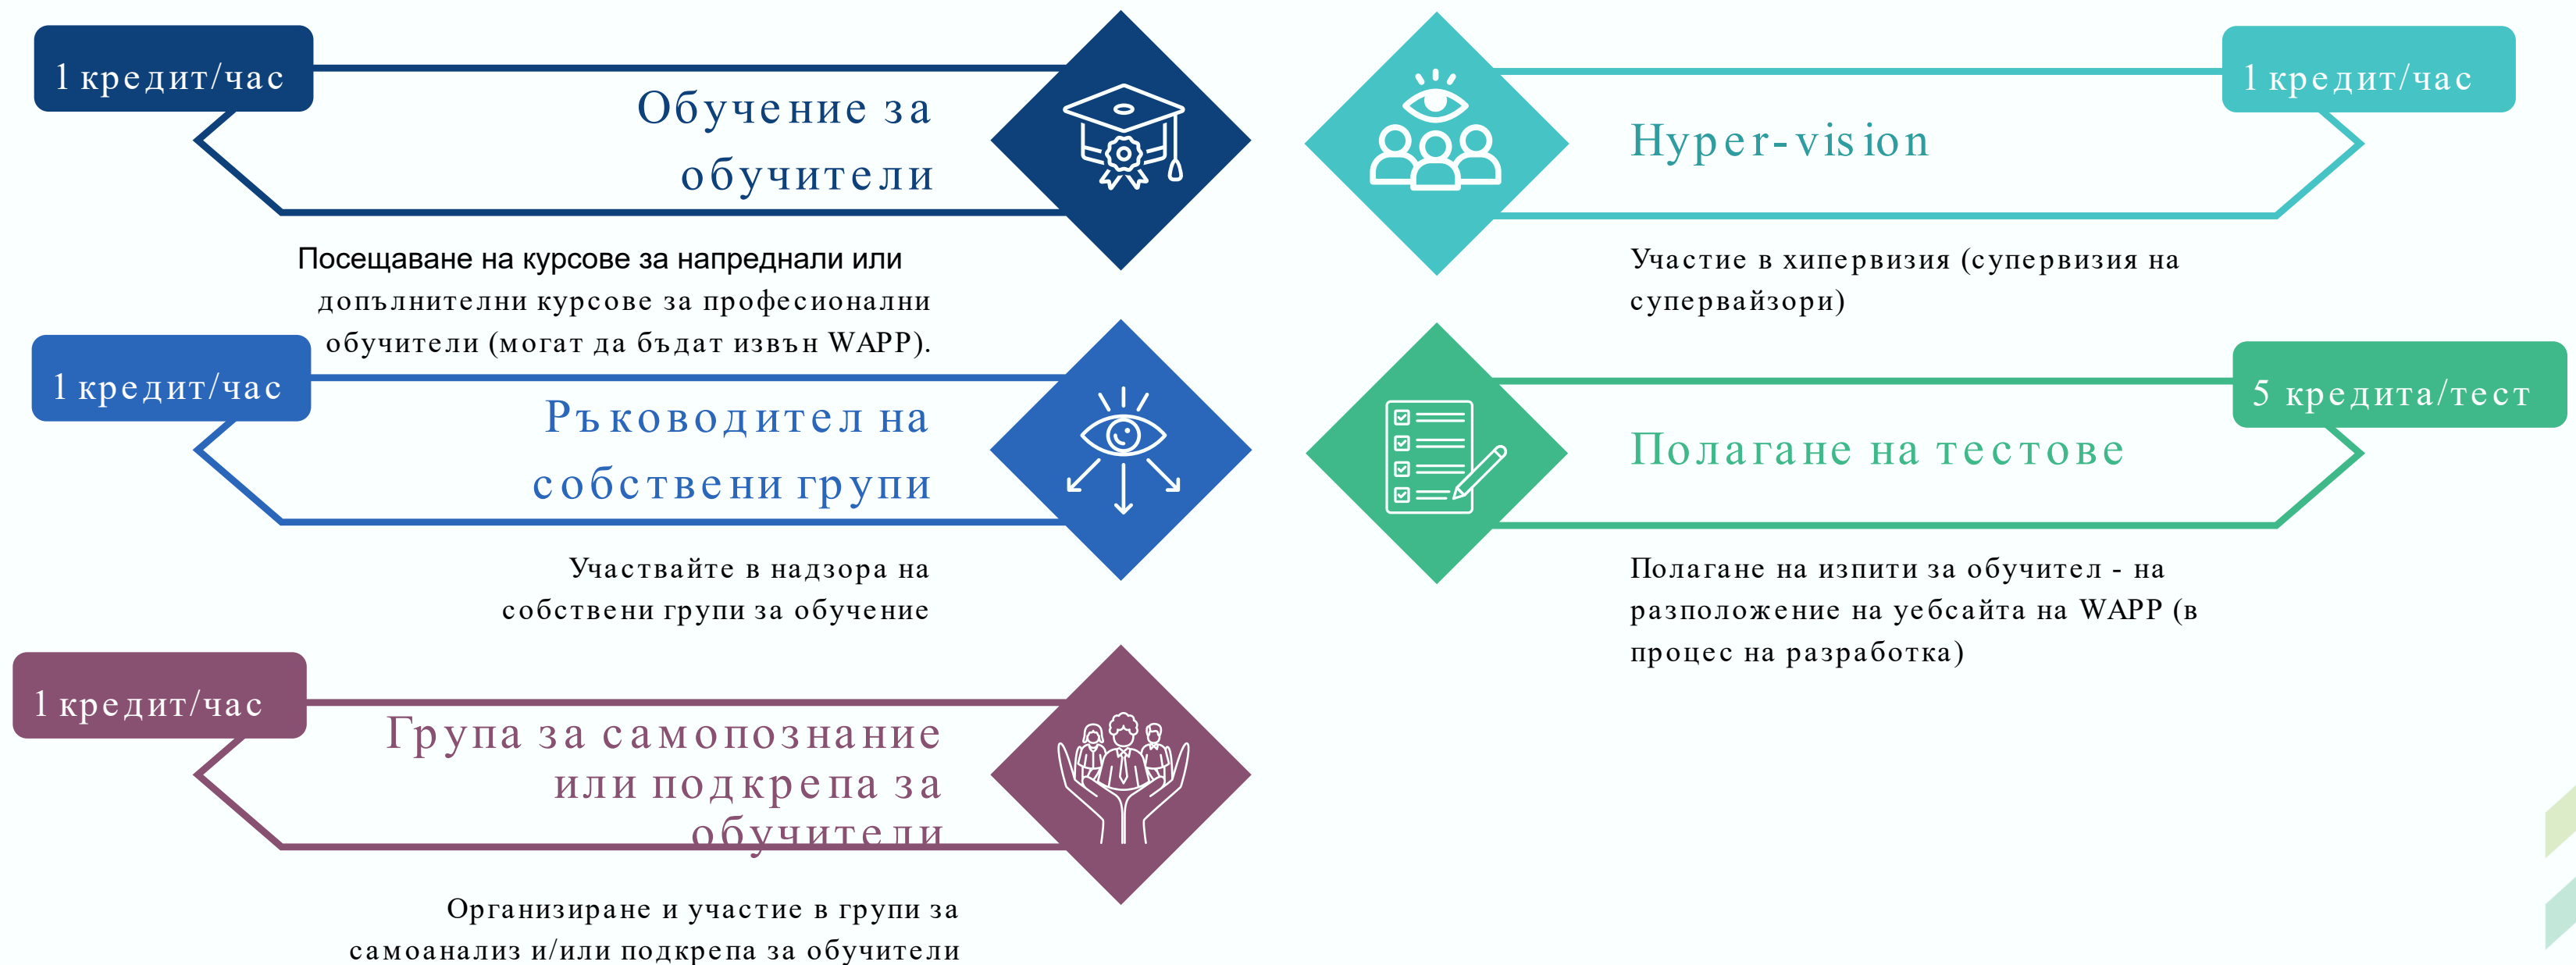 1 кредит/час
Обучение за
обучители
Посещаване на курсове за напреднали или
допълнителни курсове за професионални
обучители (могат да бъдат извън WAPP).
1 кредит/час
Ръководител на
собствени групи
Участвайте в надзора на
собствени групи за обучение
1 кредит/час
Група за самопознание
или подкрепа за
обучители
Организиране и участие в групи за
самоанализ и/или подкрепа за обучители
1 кредит/час
Hyper-vision
Участие в хипервизия (супервизия на
супервайзори)
5 кредита/тест
Полагане на тестове
Полагане на изпити за обучител - на
разположение на уебсайта на WAPP (в
процес на разработка)